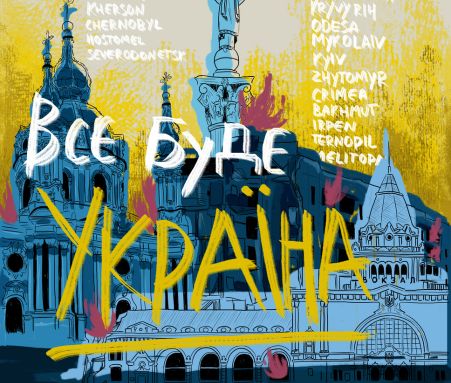 KHERSON
CHERNOBYL
HOSTOMEL
SEVERODONETSK
KRYVYI RIH
ODESA
MYKOLAIV
KYIV
ZHYTOMYR
CRIMEA
BAKHMUT
IRPEN
TERNOPIL
MELITOPOL
ВСЕ БУДЕ
УКРАЇНА
ВОКЗАЛ